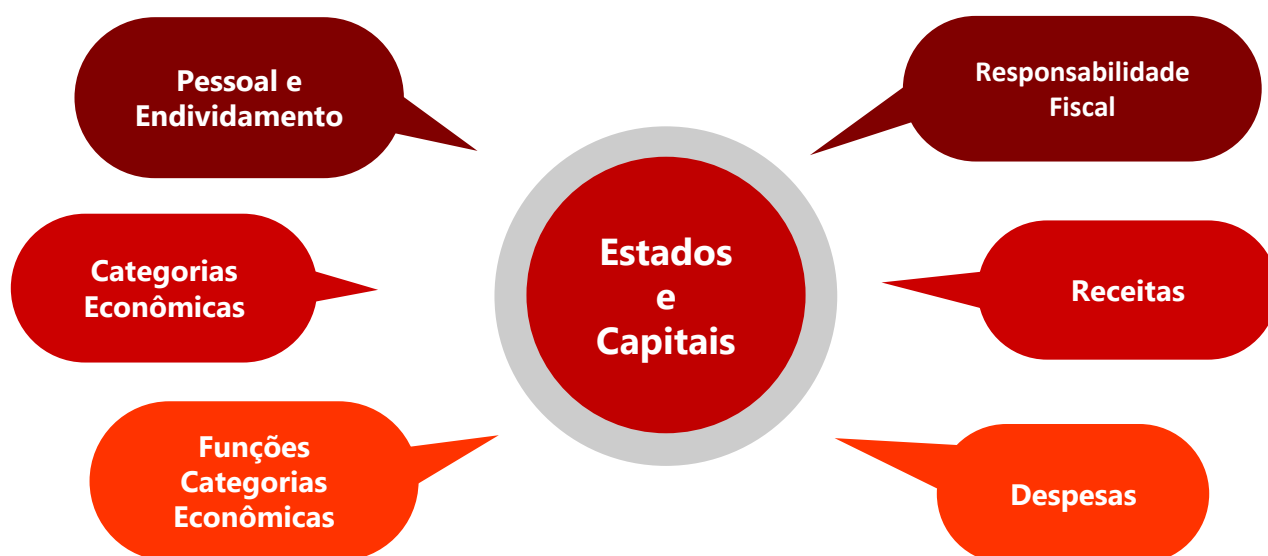 Pessoal e
Endividamento
Responsabilidade
Fiscal
Categorias
Econômicas
Estados
e
Capitais
Receitas
Funções
Categorias
Econômicas
Despesas